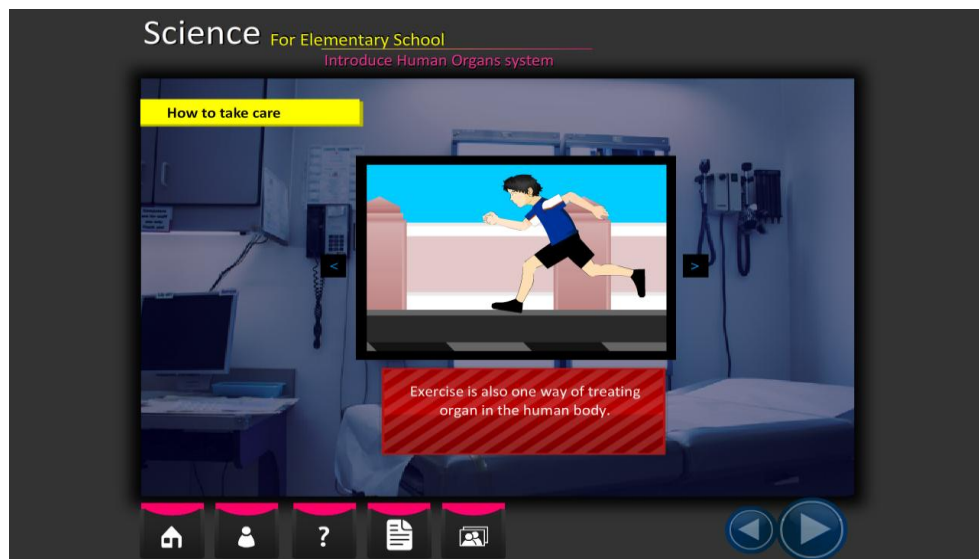 Science For Elementary School
Introduce Human Organs system
How to take care
<
>
Exercise is also one way of treating
organ in the human body.
?